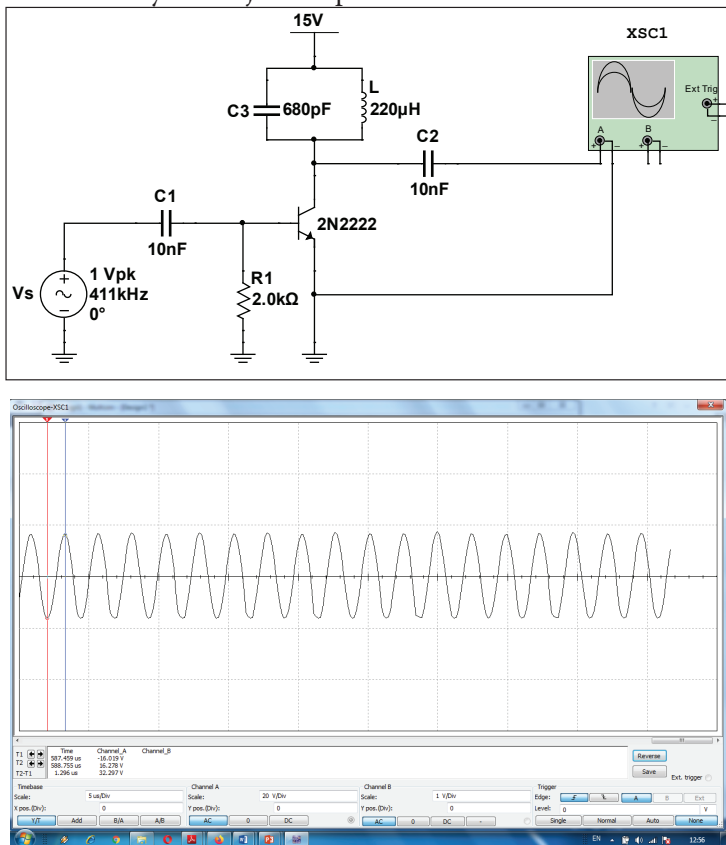 15V
XSC1
L
C3
680pF
220µH
Ext Trig
+
–
A
B
+ –
+ –
C2
10nF
C1
10nF
2N2222
1 Vpk
411kHz
0°
Vs
+
–
R1
2.0kΩ
Oscilloscope-XSC1
Time Channel_A Channel_B
T1 587.459 us -16.019 V
T2 588.755 us 16.278 V
T2-T1 1.296 us 32.297 V
Reverse
Save
Ext. trigger
Timebase
Scale: 5 us/Div
X pos.(Div): 0
Y/T Add B/A A/B
Channel A
Scale: 20 V/Div
Y pos.(Div): 0
AC 0 DC
Channel B
Scale: 1 V/Div
Y pos.(Div): 0
AC 0 DC -
Trigger
Edge: A B Ext
Level: 0 V
Single Normal Auto None
EN 12:56